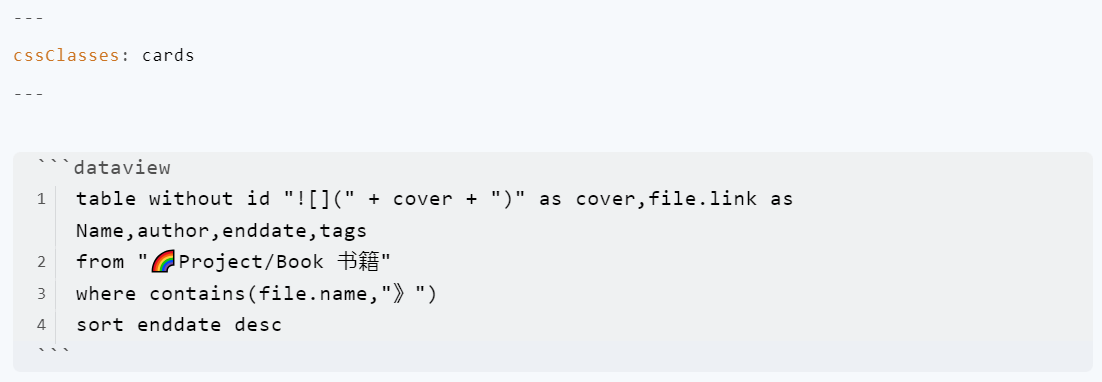 ---
cssClasses: cards
---
```dataview
1 table without id "![](" + cover + ")" as cover,file.link as
Name,author,enddate,tags
2 from "🌈Project/Book 书籍"
3 where contains(file.name,"》")
4 sort enddate desc
```